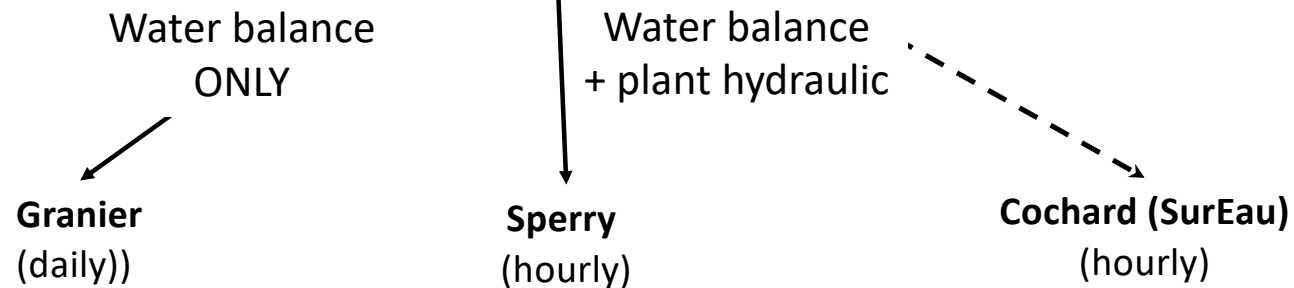 Water balance
ONLY
Water balance
+ plant hydraulic
Granier
(daily))
Sperry
(hourly)
Cochard (SurEau)
(hourly)